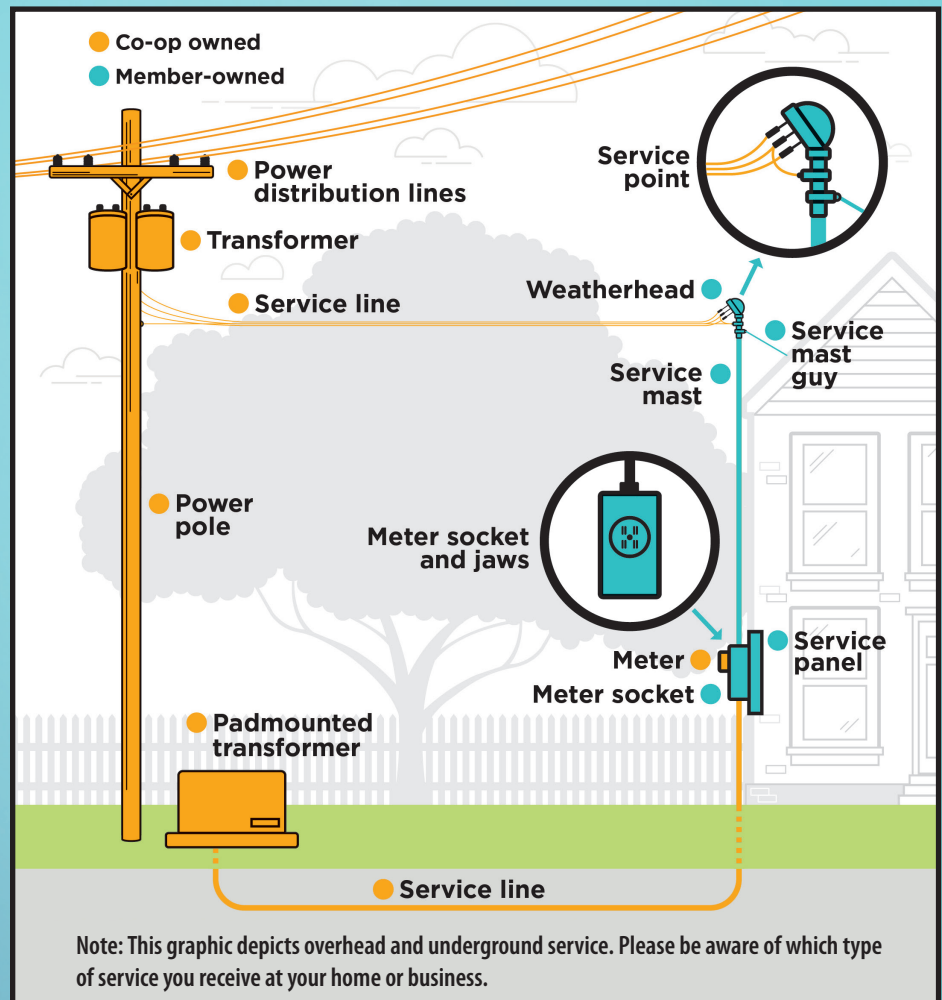 Co-op owned
Member-owned
Power
distribution lines
Service
point
Transformer
Service line
Weatherhead
Service
mast
guy
Service
mast
Power
pole
Meter socket
and jaws
Meter
Service
panel
Meter socket
Padmounted
transformer
Service line
Note: This graphic depicts overhead and underground service. Please be aware of which type
of service you receive at your home or business.